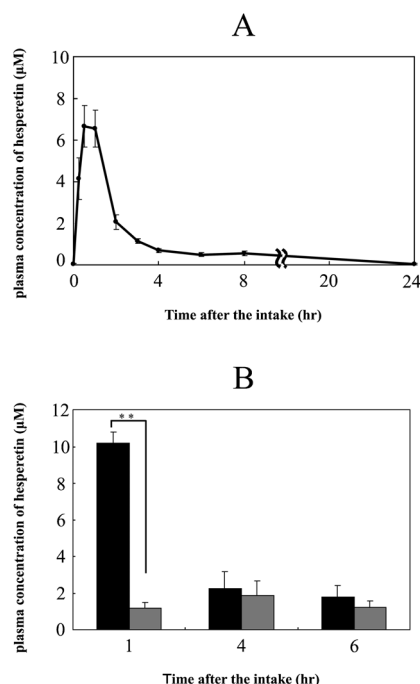 A
plasma concentration of hesperetin (μM)
10
8
6
4
2
0
0 4 8 20 24
Time after the intake (hr)
B
plasma concentration of hesperetin (μM)
12
10
8
6
4
2
0
**
1 4 6
Time after the intake (hr)